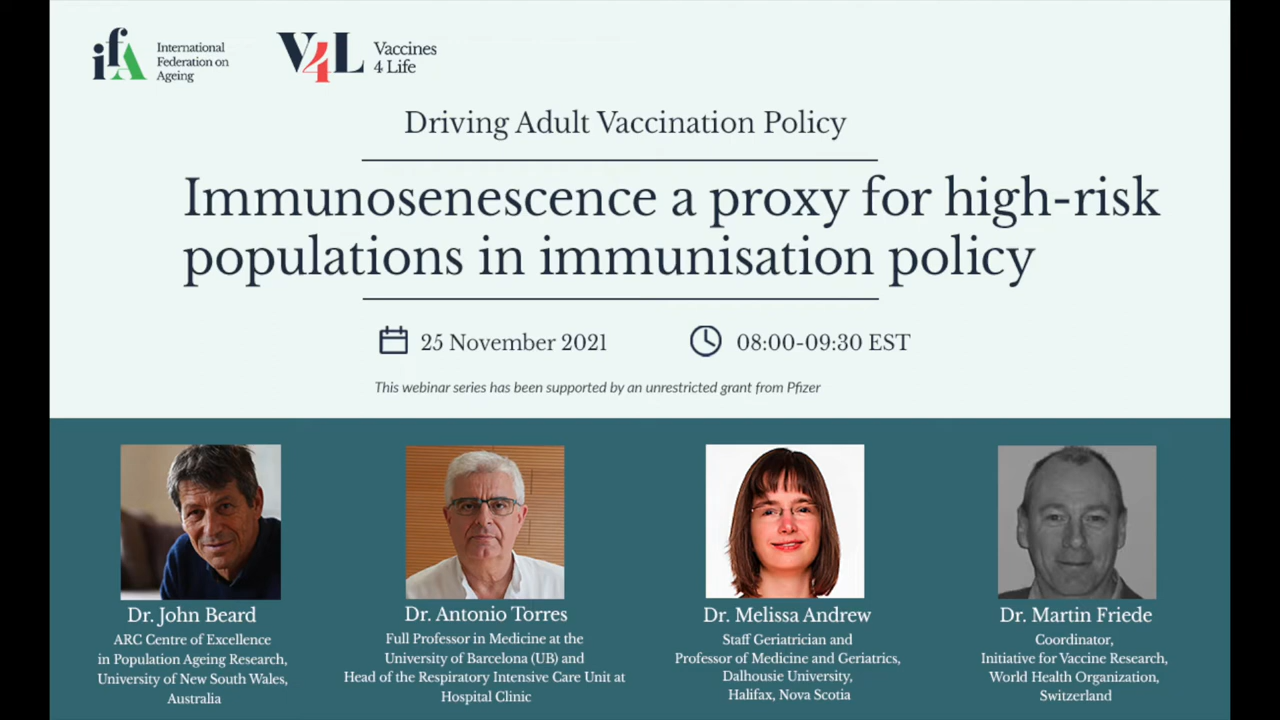 ifA International
Federation on
Ageing
V4L Vaccines
4 Life
Driving Adult Vaccination Policy
Immunosenescence a proxy for high-risk
populations in immunisation policy
25 November 2021
08:00-09:30 EST
This webinar series has been supported by an unrestricted grant from Pfizer
Dr. John Beard
ARC Centre of Excellence
in Population Ageing Research,
University of New South Wales,
Australia
Dr. Antonio Torres
Full Professor in Medicine at the
University of Barcelona (UB) and
Head of the Respiratory Intensive Care Unit at
Hospital Clinic
Dr. Melissa Andrew
Staff Geriatrician and
Professor of Medicine and Geriatrics,
Dalhousie University,
Halifax, Nova Scotia
Dr. Martin Friede
Coordinator,
Initiative for Vaccine Research,
World Health Organization,
Switzerland